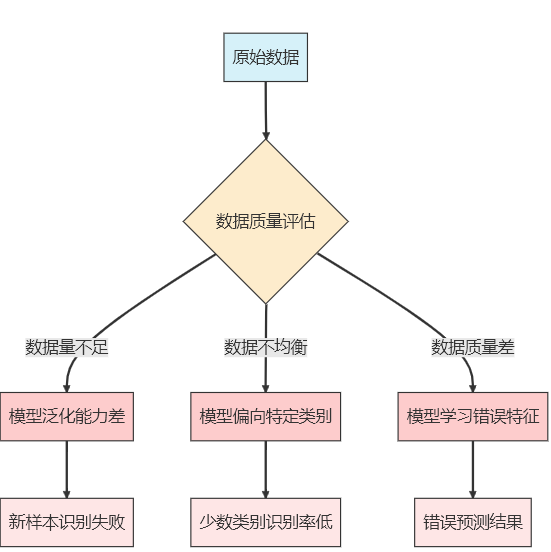 原始数据
数据质量评估
数据量不足
数据不均衡
数据质量差
模型泛化能力差
模型偏向特定类别
模型学习错误特征
新样本识别失败
少数类别识别率低
错误预测结果